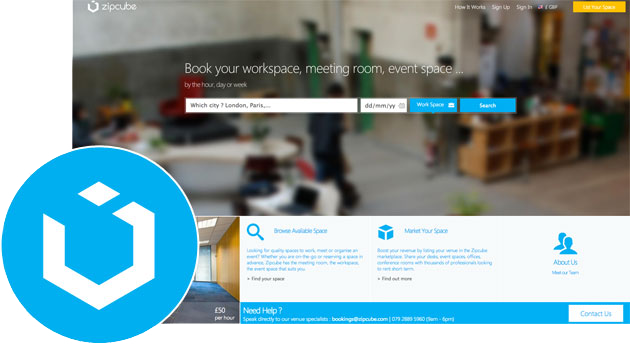 zipcube
How It Works Sign Up Sign In £ GBP List Your Space
Book your workspace, meeting room, event space ...
by the hour, day or week
Which city ? London, Paris,... dd/mm/yy Work Space Search
Browse Available Space
Looking for quality spaces to work, meet or organise an
event? Whether you are on-the-go or reserving a space in
advance, Zipcube has the meeting room, the workspace,
the event space that suits you.
» Find your space
Market Your Space
Boost your revenue by listing your venue in the Zipcube
marketplace. Share your desks, event spaces, offices,
conference rooms with thousands of professionals looking
to rent short-term.
» Find out more
About Us
Meet our Team
£50
per hour
Need Help ?
Speak directly to our venue specialists : bookings@zipcube.com | 079 2889 5960 (9am - 6pm)
Contact Us